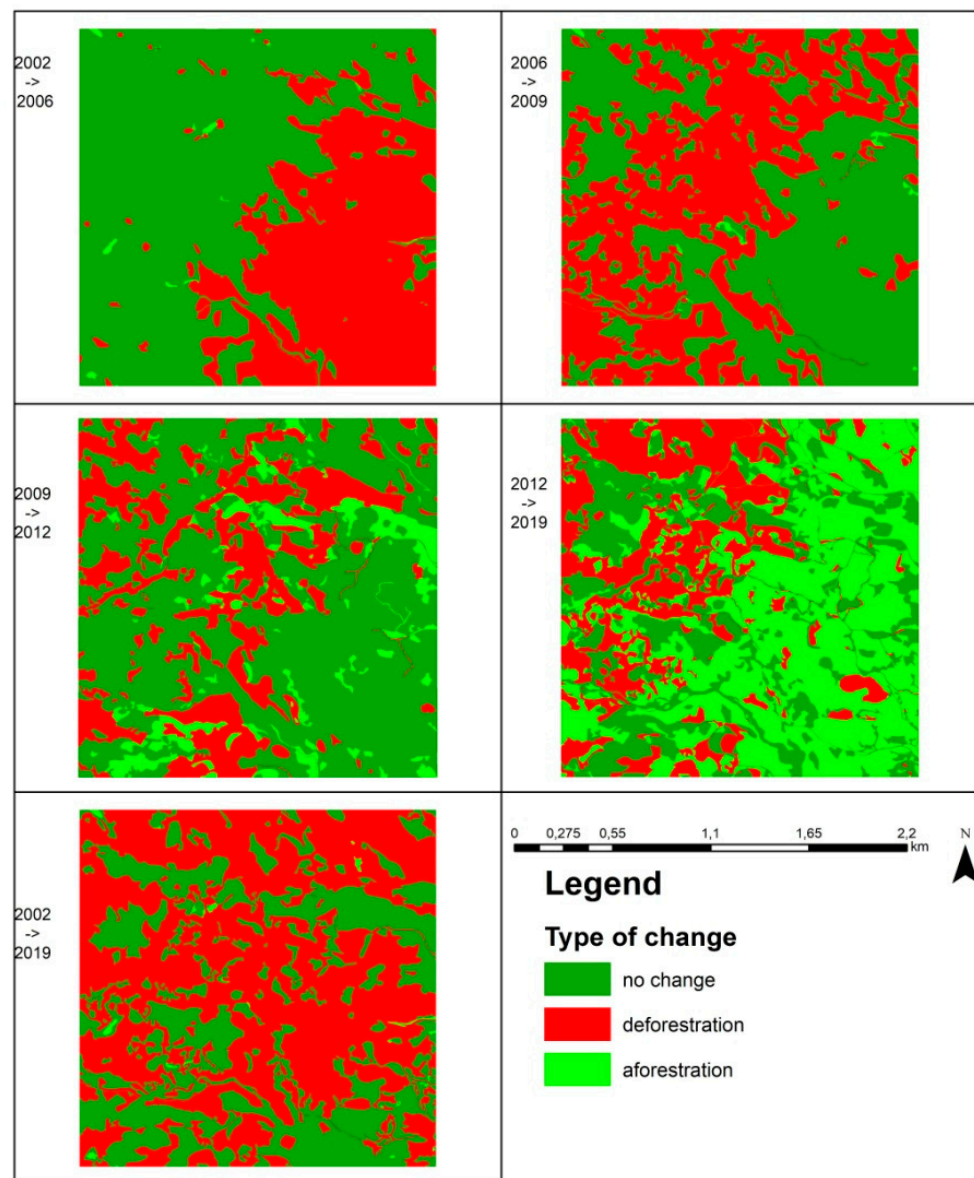 2002
->
2006
2006
->
2009
2009
->
2012
2012
->
2019
2002
->
2019
0 0,275 0,55 1,1 1,65 2,2
km
N
Legend
Type of change
no change
deforestration
aforestration